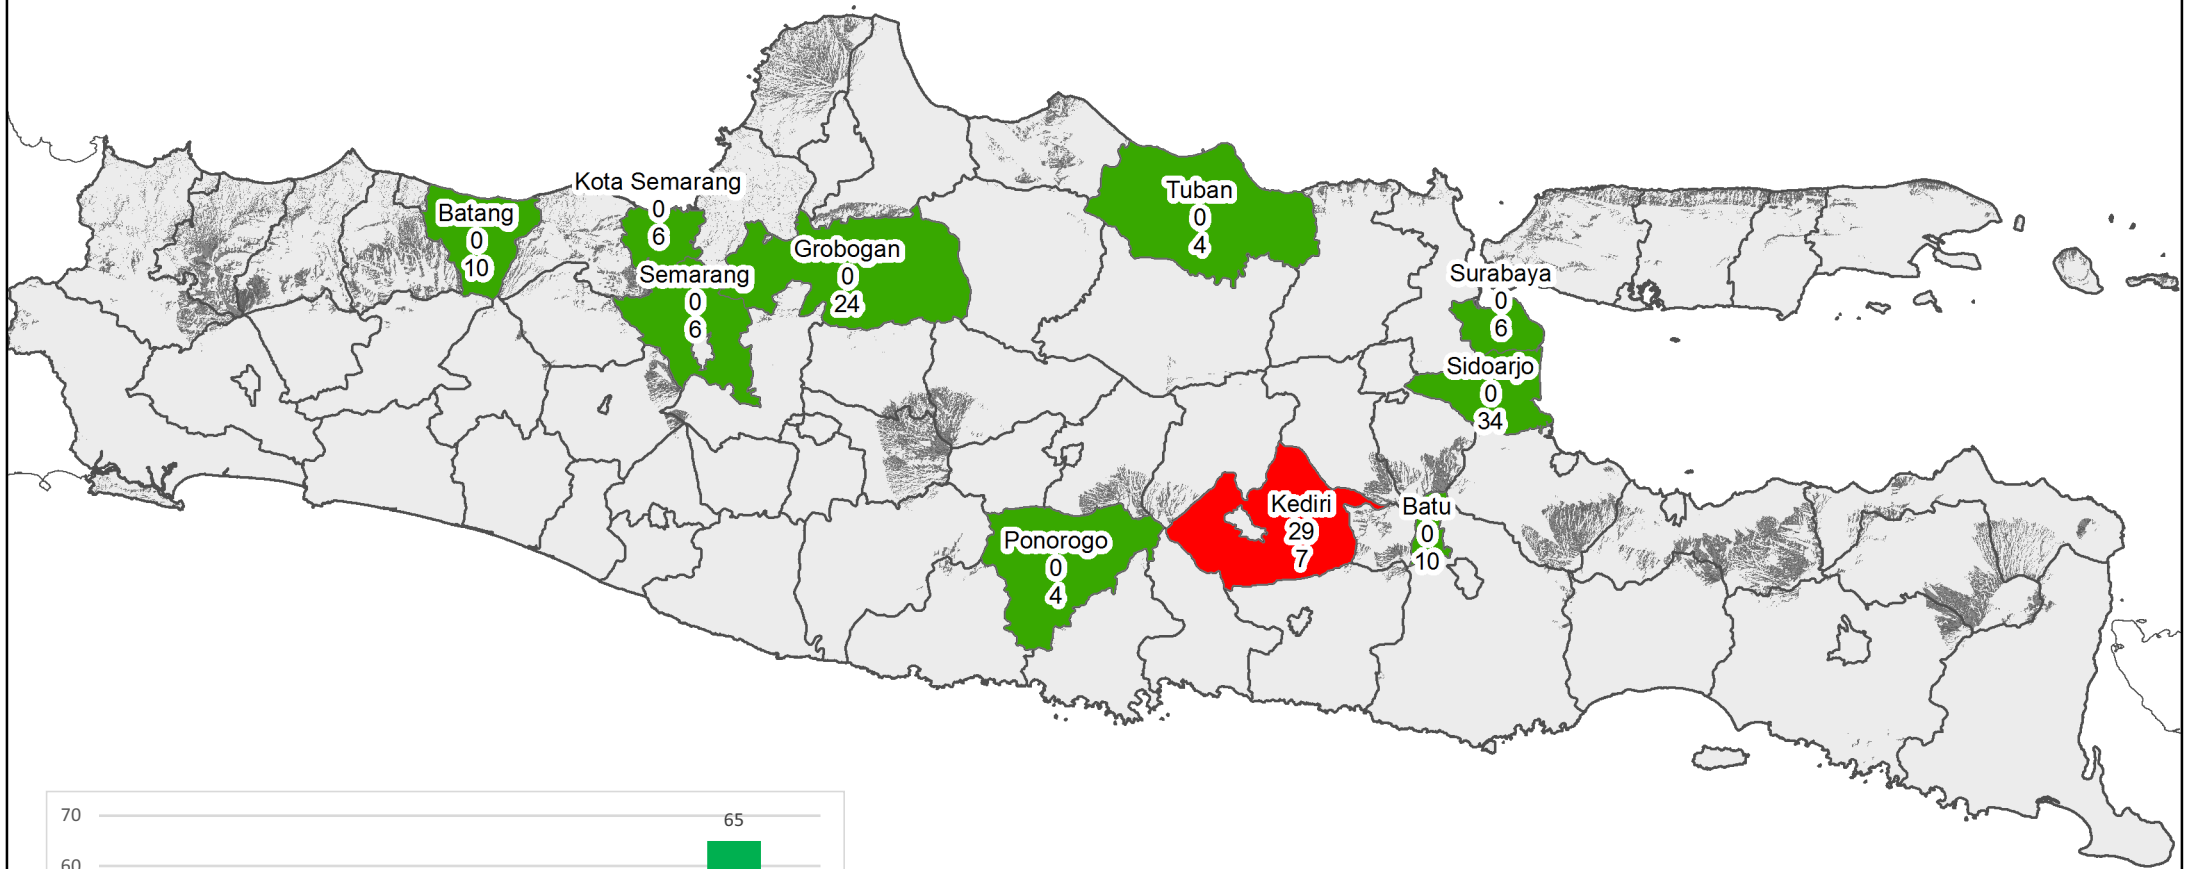 Kota Semarang
0
6
Batang
0
10
Semarang
0
6
Grobogan
0
24
Tuban
0
4
Surabaya
0
6
Sidoarjo
0
34
Kediri
29
7
Batu
0
10
Ponorogo
0
4
70
65
60